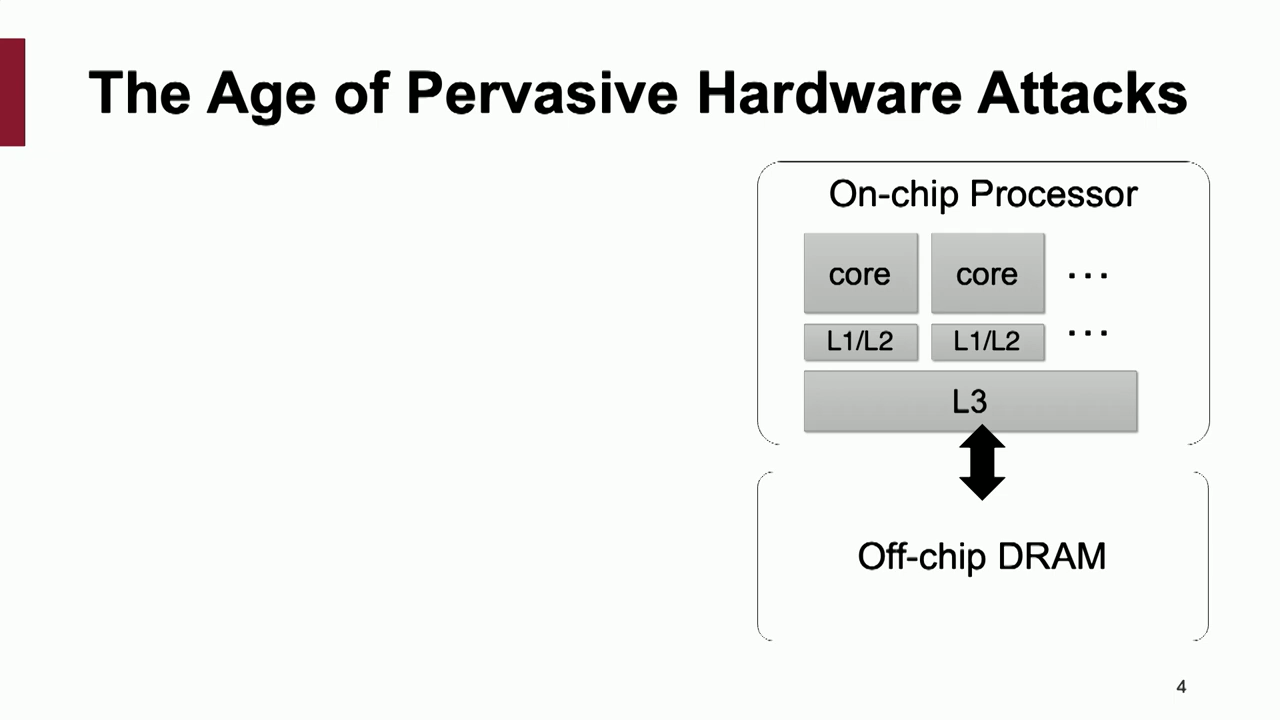 The Age of Pervasive Hardware Attacks
On-chip Processor
core core ...
L1/L2 L1/L2 ...
L3
Off-chip DRAM
4